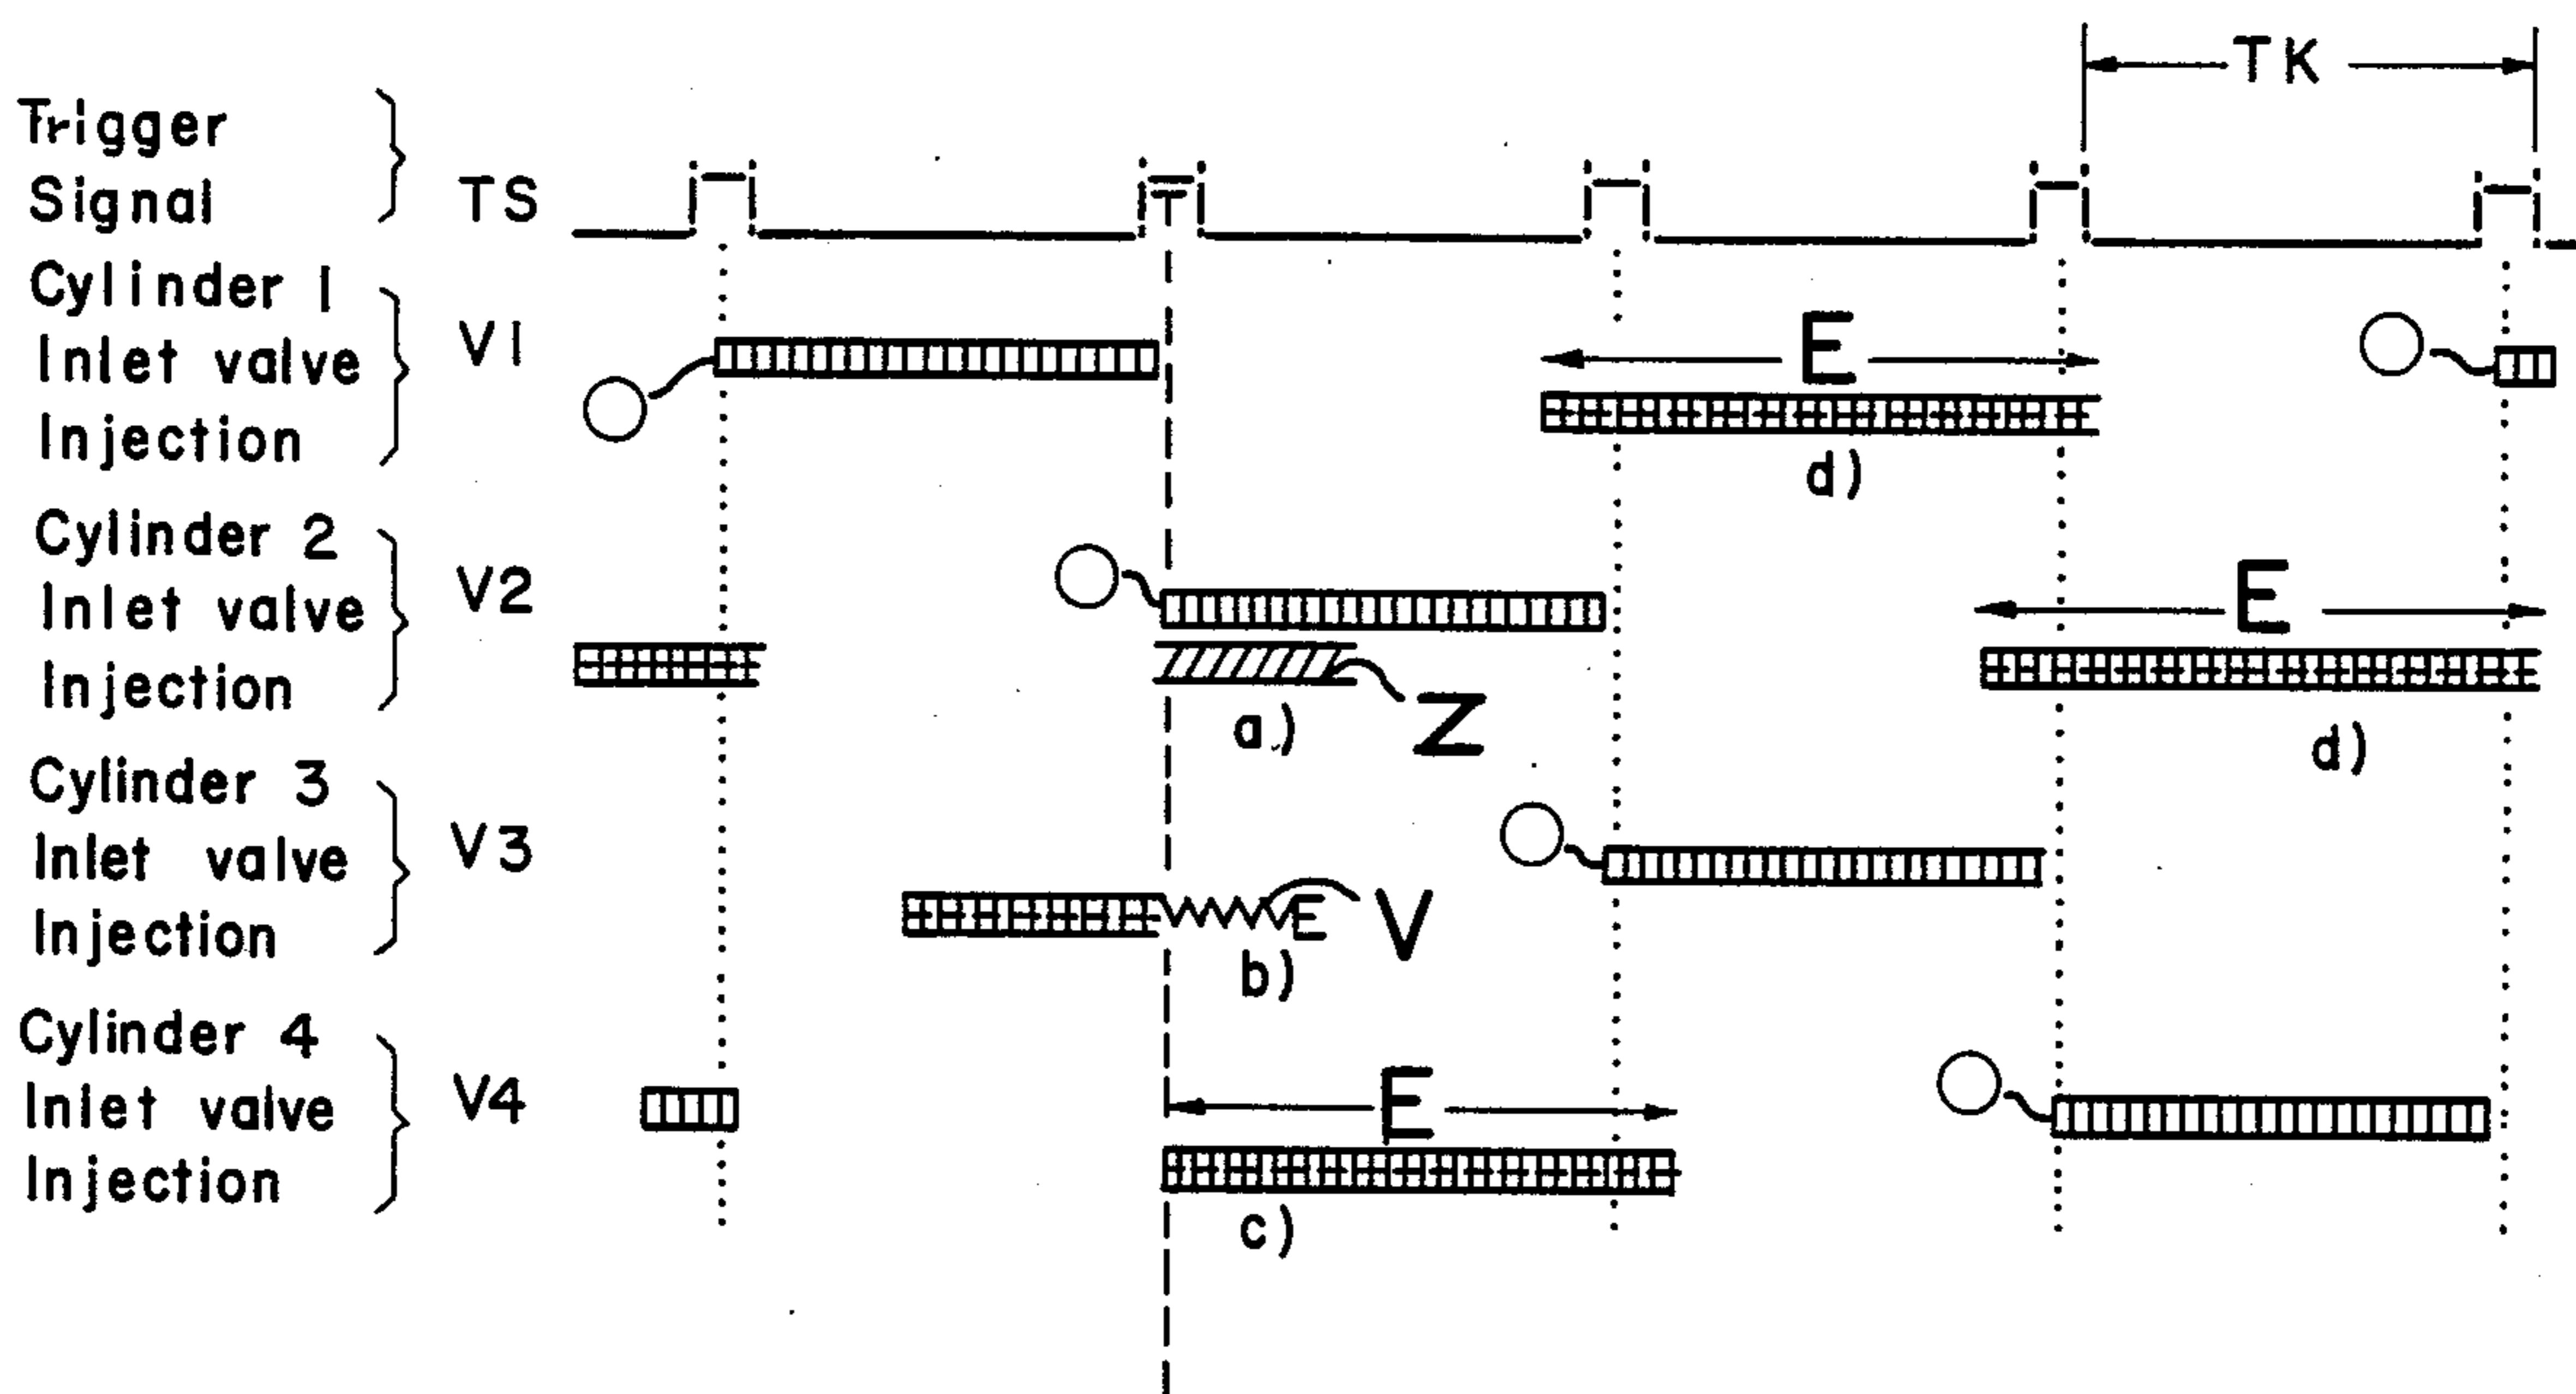 TK
Trigger
Signal
TS
T
Cylinder 1
Inlet valve
Injection
V1
E
d)
Cylinder 2
Inlet valve
Injection
V2
E
a)
Z
d)
Cylinder 3
Inlet valve
Injection
V3
E
V
b)
Cylinder 4
Inlet valve
Injection
V4
E
c)